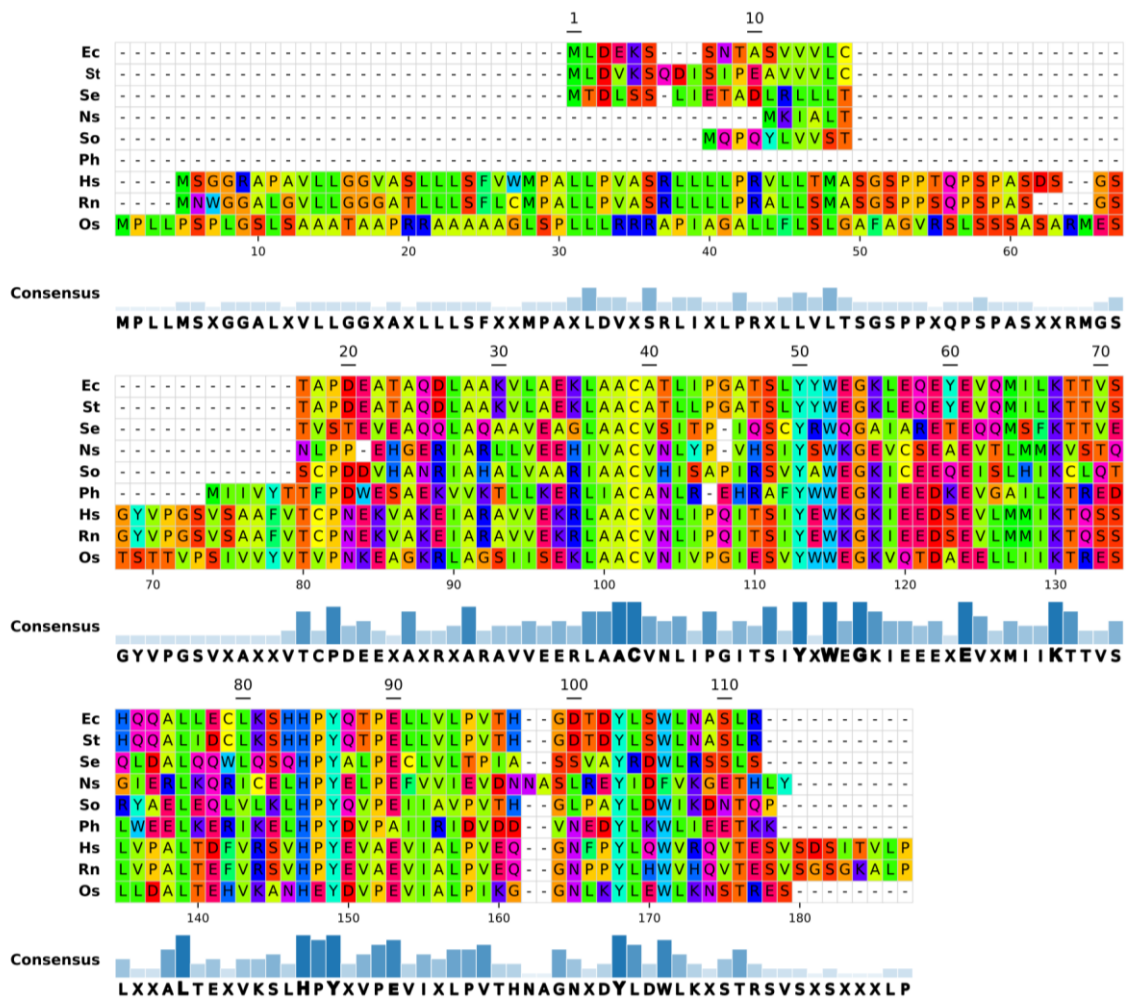 1 10
Ec ------------------------------MLDEKS---SNTASVVVLC------------------
St ------------------------------MLDVKSQDISIPEAVVVLC------------------
Se ------------------------------MTDLSS-LIETADLRLLLT------------------
Ns -------------------------------------------MKIALT------------------
So ---------------------------------------MQPQYLVVST------------------
Ph -------------------------------------------------------------------
Hs ----MSGGRAPAVLLGGVASLLLSFVWMPALLPVASRLLLLPRVLLTMASGSPPTQPSPASDS--GS
Rn ----MNWGGALGVLLGGGATLLLSFLCMPALLPVASRLLLLPRALLSMASGSPPSQPSPAS----GS
Os MPLLPSPLGSLSAAATAAPRRAAAAAGLSPLLLRRRAPIAGALLFLSLGAFAGVRSLSSSASARMES
10 20 30 40 50 60
Consensus
MPLLMSXGGALXVLLGGXAXLLLSFXXMPAXLDVXSRLIXLPRXLLVLTSGSPPXQPSPASXXRMGS
20 30 40 50 60 70
Ec ------------TAPDEATAQDLAAKVLAEKLAACATLIPGATSLYYWEGKLEQEYEVQMILKTTVS
St ------------TAPDEATAQDLAAKVLAEKLAACATLLPGATSLYYWEGKLEQEYEVQMILKTTVS
Se ------------TVSTEVEAQQLAQAAVEAGLAACVSITP-IQSCYRWQGAIARETEQQMSFKTTVE
Ns ------------NLPP-EHGERIARLLVEEHIVACVNLYP-VHSIYSWKGEVCSEAEVTLMMKVSTQ
So ------------SCPDDVHANRIAHALVAARIAACVHISAPIRSVYAWEGKICEEQEISLHIKCLQT
Ph ------MIIVYTTFPDWESAEKVVKTLLKERLIACANLR-EHRAFYWWEGKIEEDKEVGAILKTRED
Hs GYVPGSVSAAFVTCPNEKVAKEIARAVVEKRLAACVNLIPQITSIYEWKGKIEEDSEVLMMIKTQSS
Rn GYVPGSVSAAFVTCPNEKVAKEIARAVVEKRLAACVNLIPQITSIYEWKGKIEEDSEVLMMIKTQSS
Os TSTTVPSIVVYVTVPNKEAGKRLAGSIISEKLAACVNIVPGIESVYWWEGKVQTDAEELLIIKTRES
70 80 90 100 110 120 130
Consensus
GYVPGSVXAXXVTCPDEEXAXRXARAVVEERLAACVNLIPGITSIYXWEGKIEEEXEVXMIIKTTVS
80 90 100 110
Ec HQQALLECLKSHHPYQTPELLVLPVTH--GDTDYLSWLNASLR----------
St HQQALIDCLKSHHPYQTPELLVLPVTH--GDTDYLSWLNASLR----------
Se QLDALQQWLQSQHPYALPECLVLTPIA--SSVAYRDWLRSSLS----------
Ns GIERLKQRICELHPYELPEFVVIEVDNNASLREYIDFVKGETHLY--------
So RYAELEQLVLKLHPYQVPEIIAVPVTH--GLPAYLDWIKDNTQP---------
Ph LWEELKERIKELHPYDVPAIIRIDVDD--VNEDYLKWLIEETKK---------
Hs LVPALTDFVRSVHPYEVAEVIALPVEQ--GNFPYLQWVRQVTESVSDSITVLP
Rn LVPALTEFVRSVHPYEVAEVIALPVEQ--GNPPYLHWVHQVTESVSGSGKALP
Os LLDALTEHVKANHEYDVPEVIALPIKG--GNLKYLEWLKNSTRES--------
140 150 160 170 180
Consensus
LXXALTEXVKSLHPYXVPEVIXLPVTHNAGNXDYLDWLKXSTRSVSXSXXXLP